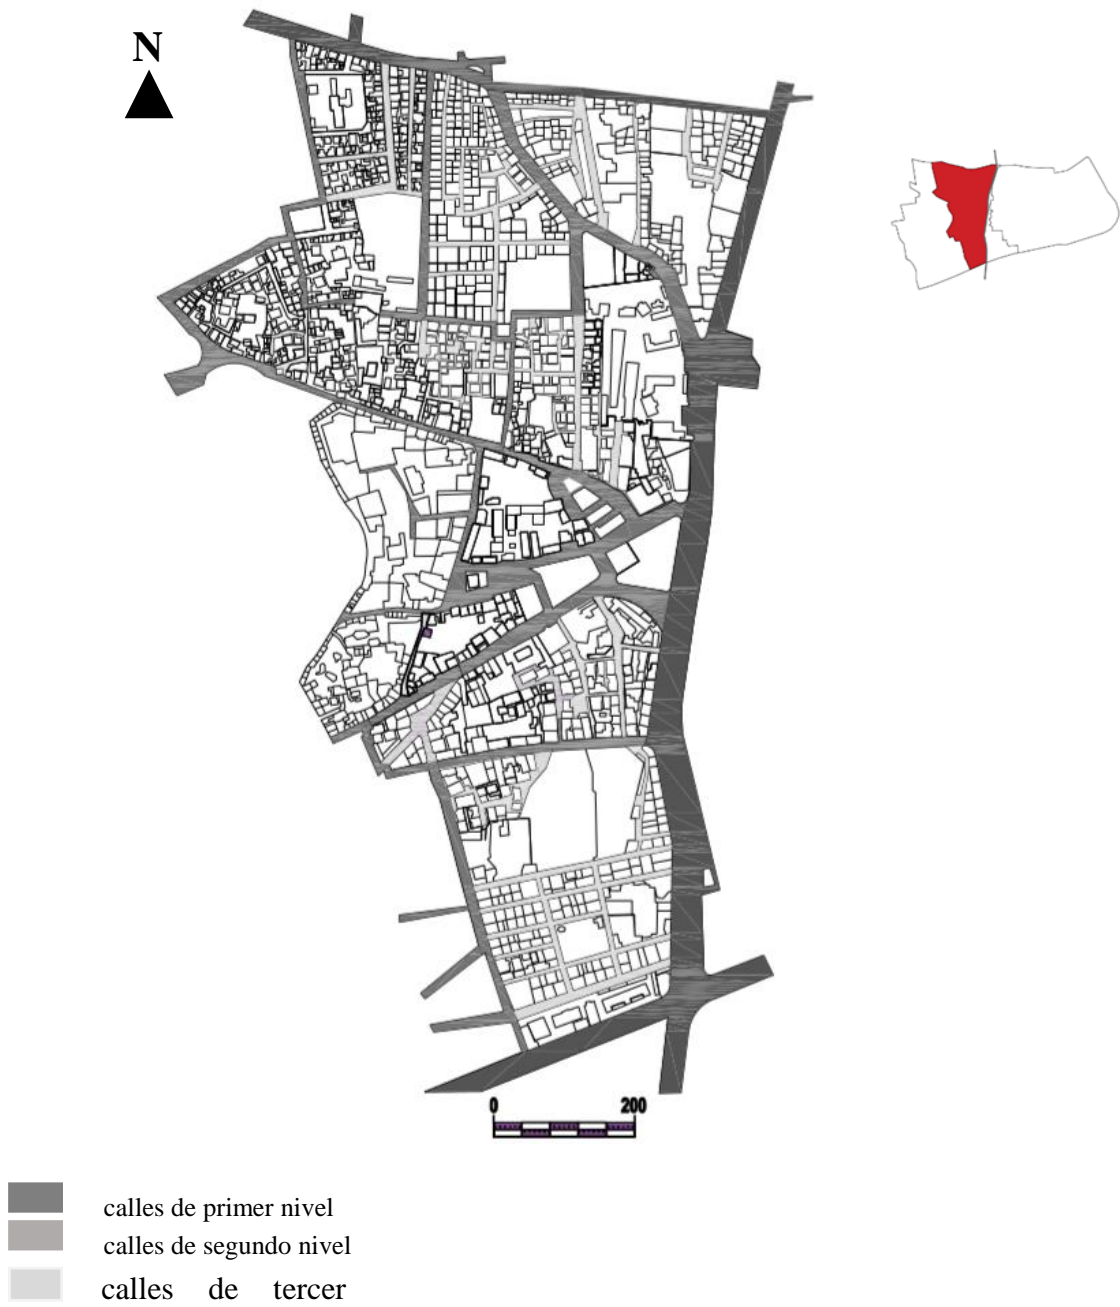 N
0 200
calles de primer nivel
calles de segundo nivel
calles de tercer